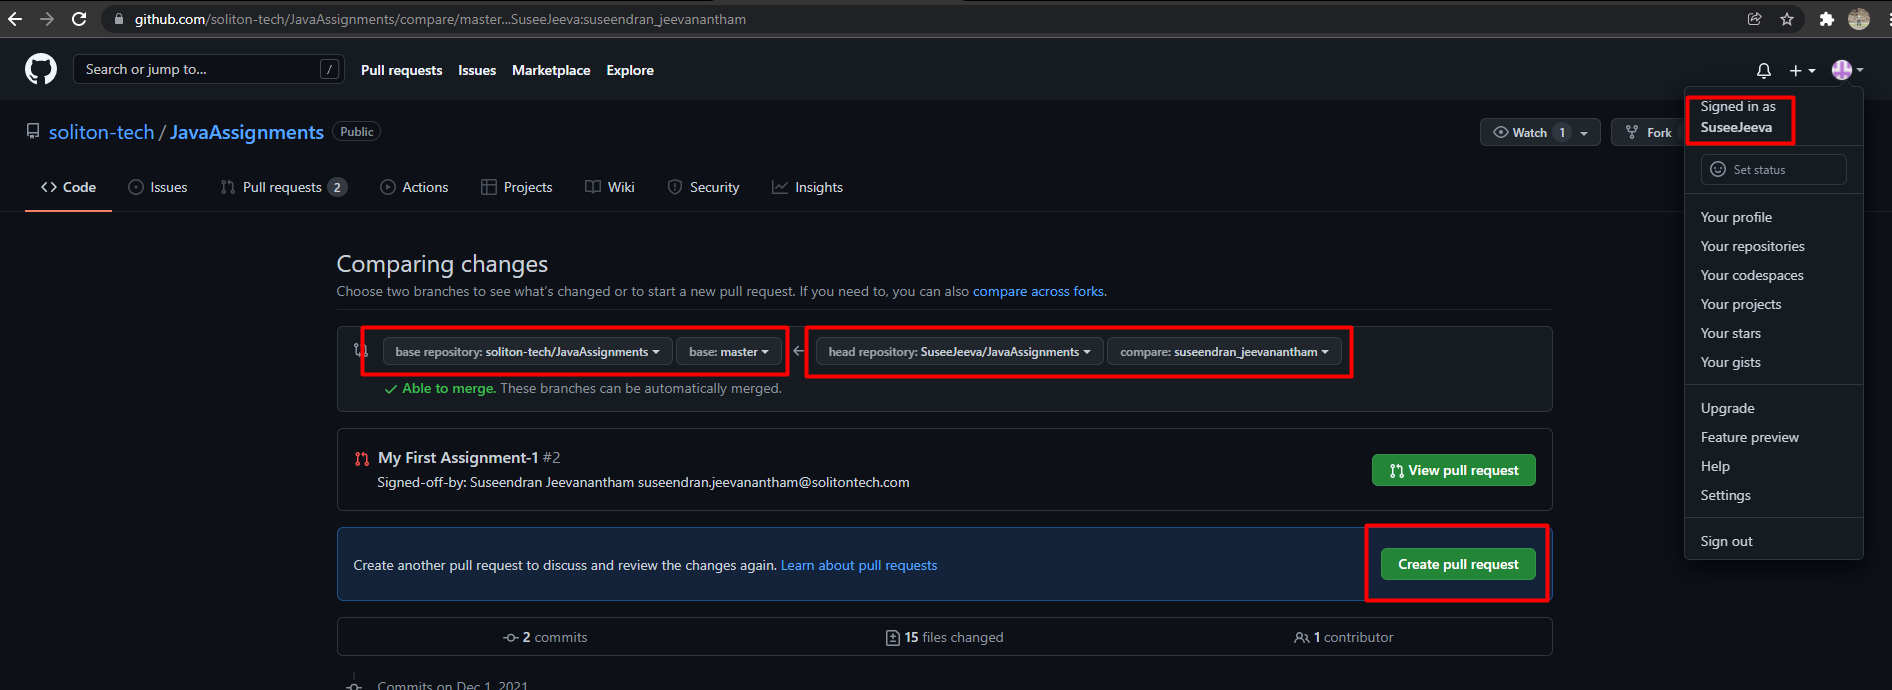 github.com/soliton-tech/JavaAssignments/compare/master...SuseeJeeva:suseendran_jeevanantham
Search or jump to... /
Pull requests Issues Marketplace Explore
Signed in as
SuseeJeeva
soliton-tech / JavaAssignments Public
Watch 1 Fork
Set status
Code Issues Pull requests 2 Actions Projects Wiki Security Insights
Your profile
Your repositories
Your codespaces
Your projects
Your stars
Your gists
Upgrade
Feature preview
Help
Settings
Sign out
Comparing changes
Choose two branches to see what's changed or to start a new pull request. If you need to, you can also compare across forks.
base repository: soliton-tech/JavaAssignments base: master head repository: SuseeJeeva/JavaAssignments compare: suseendran_jeevanantham
Able to merge. These branches can be automatically merged.
My First Assignment-1 #2
Signed-off-by: Suseendran Jeevanantham suseendran.jeevanantham@solitontech.com
View pull request
Create another pull request to discuss and review the changes again. Learn about pull requests
Create pull request
2 commits 15 files changed 1 contributor
Commits on Dec 1, 2021